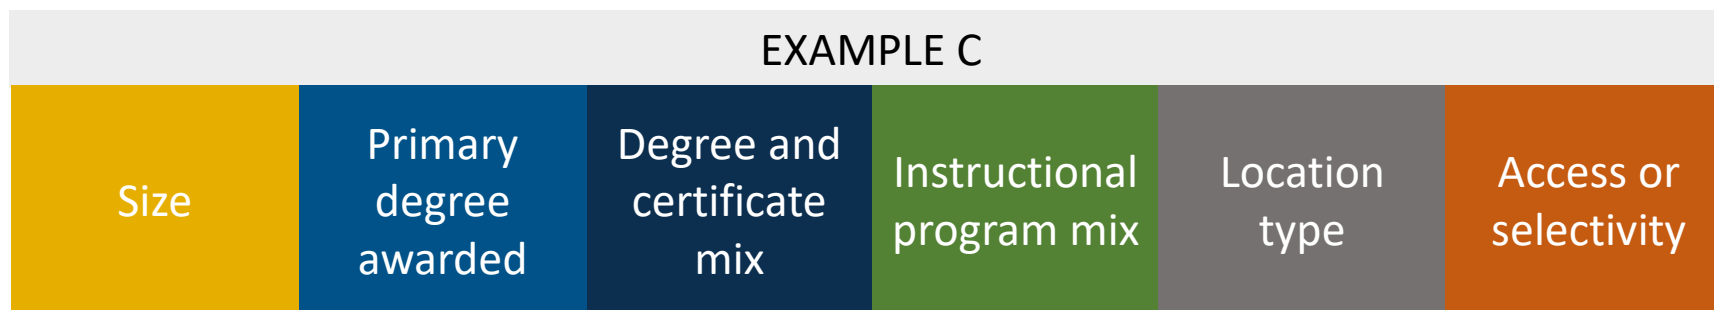 EXAMPLE C
Size
Primary
degree
awarded
Degree and
certificate
mix
Instructional
program mix
Location
type
Access or
selectivity